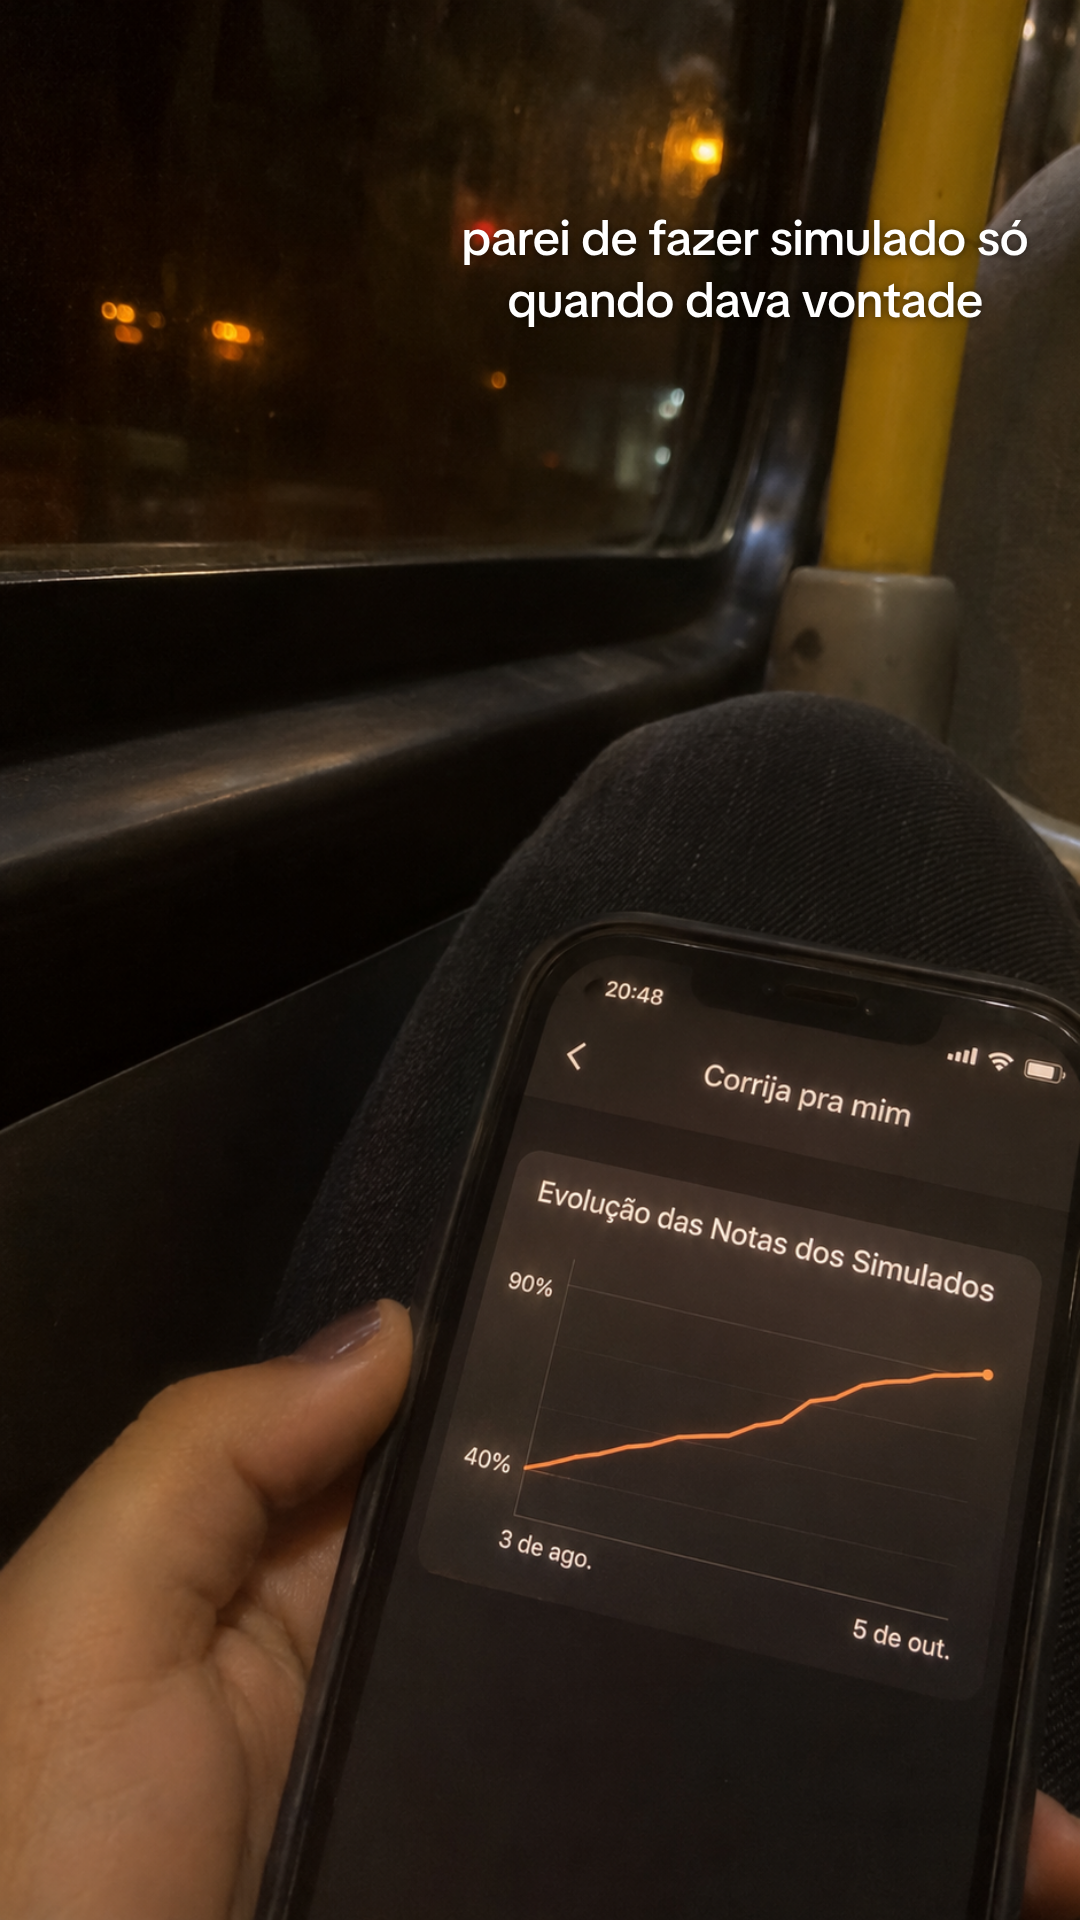 parei de fazer simulado só
quando dava vontade
20:48
Corrija pra mim
Evolução das Notas dos Simulados
90%
40%
3 de ago.
5 de out.